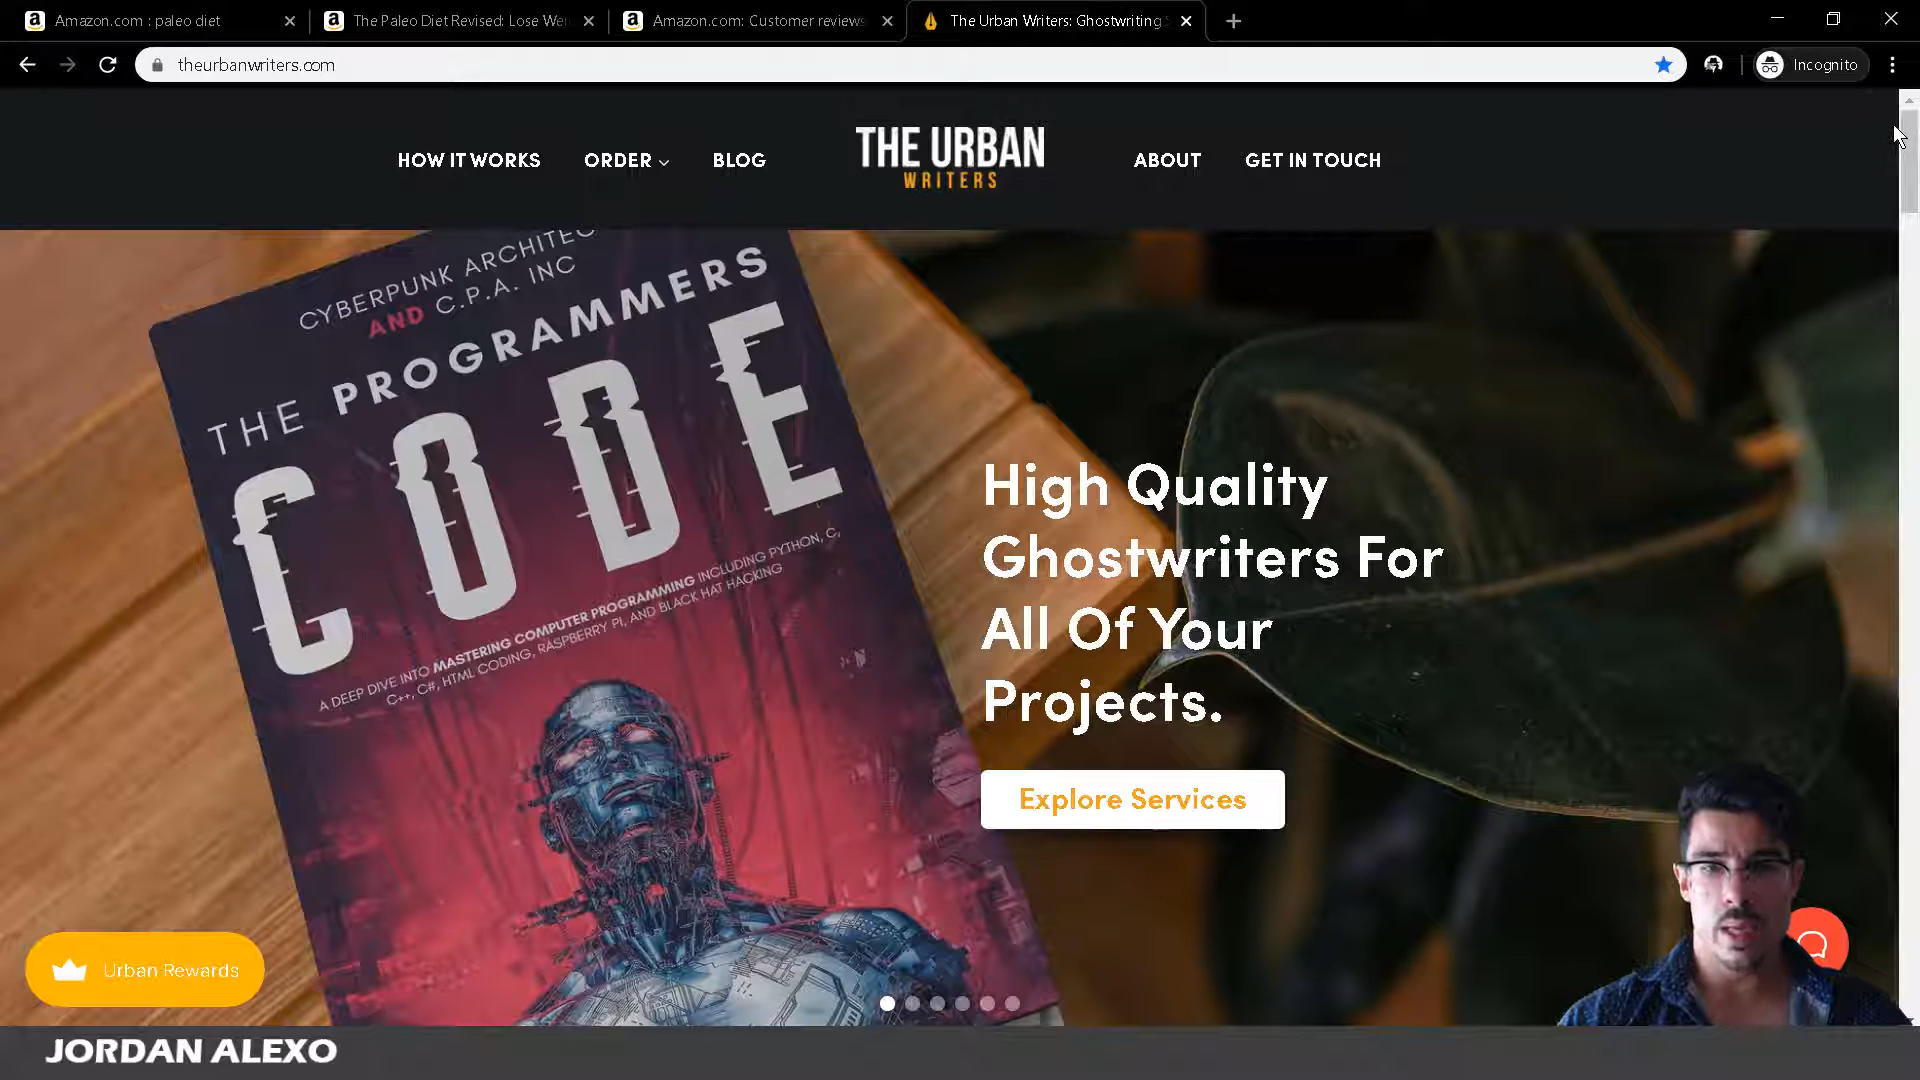 Amazon.com : paleo diet
The Paleo Diet Revised: Lose Wei
Amazon.com: Customer reviews
The Urban Writers: Ghostwriting S
theurbanwriters.com
Incognito
HOW IT WORKS
ORDER
BLOG
THE URBAN
WRITERS
ABOUT
GET IN TOUCH
CYBERPUNK ARCHITEC
AND C.P.A. INC
THE PROGRAMMERS
CODE
A DEEP DIVE INTO MASTERING COMPUTER PROGRAMMING INCLUDING PYTHON, C,
C++, C#, HTML CODING, RASPBERRY PI, AND BLACK HAT HACKING
High Quality
Ghostwriters For
All Of Your
Projects.
Explore Services
Urban Rewards
JORDAN ALEXO